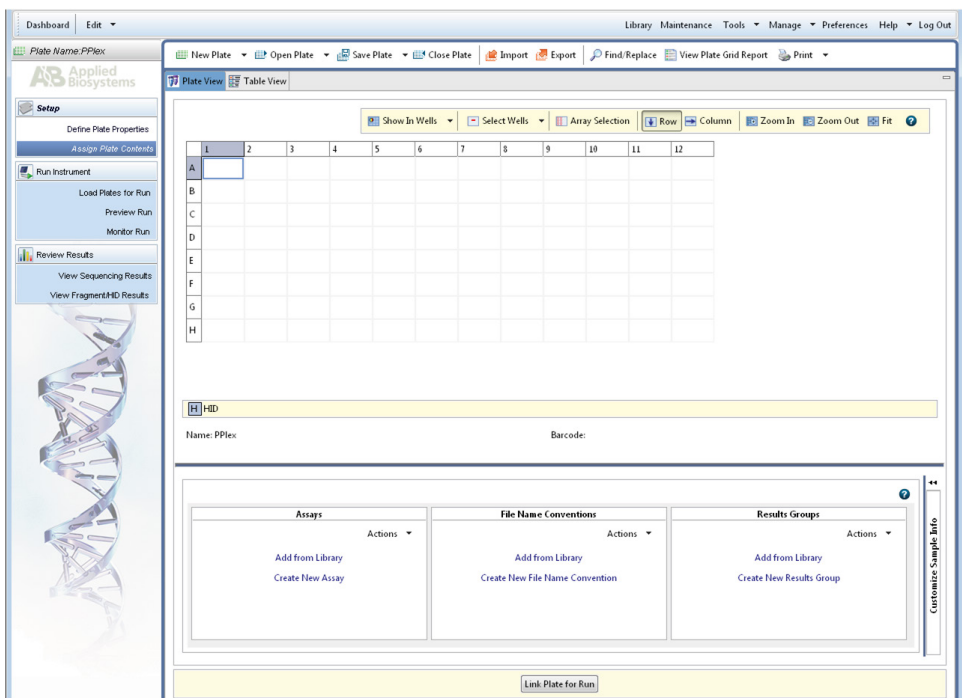 Dashboard Edit Library Maintenance Tools Manage Preferences Help Log Out
Plate Name:PPlex
New Plate Open Plate Save Plate Close Plate Import Export Find/Replace View Plate Grid Report Print
AB Applied Biosystems
Plate View Table View
Setup
Define Plate Properties
Assign Plate Contents
Run Instrument
Load Plates for Run
Preview Run
Monitor Run
Review Results
View Sequencing Results
View Fragment/HID Results
Show In Wells Select Wells Array Selection Row Column Zoom In Zoom Out Fit
1 2 3 4 5 6 7 8 9 10 11 12
A
B
C
D
E
F
G
H
H HID
Name: PPlex Barcode:
Assays File Name Conventions Results Groups
Actions Actions Actions
Add from Library Add from Library Add from Library
Create New Assay Create New File Name Convention Create New Results Group
Customize Sample Info
Link Plate for Run